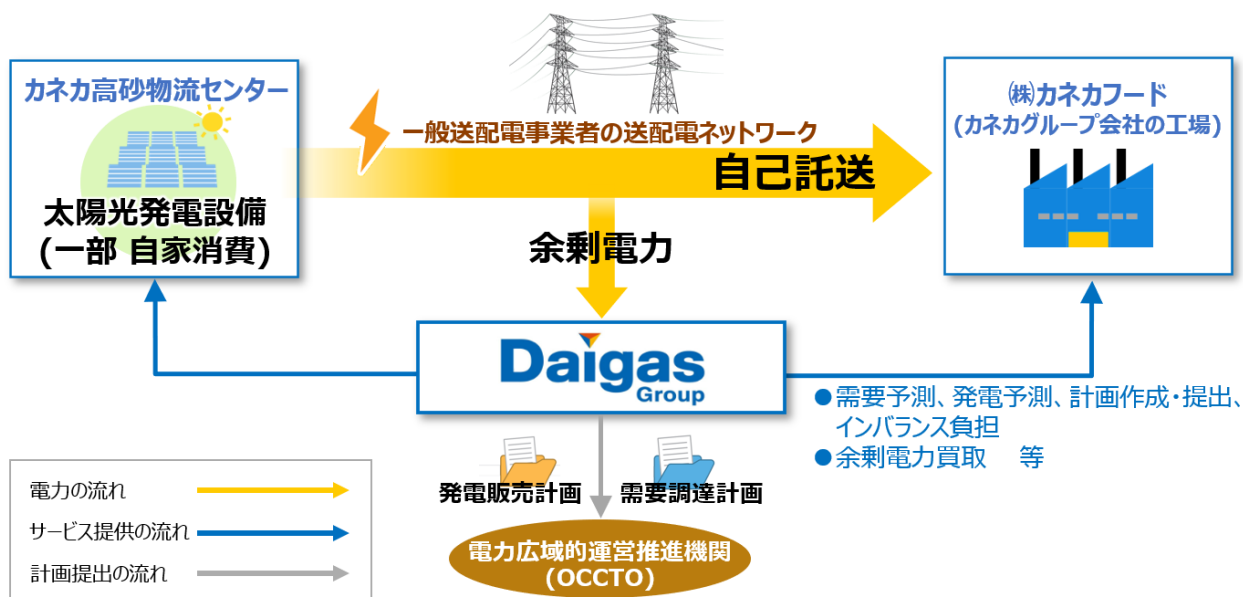 カネカ高砂物流センター
太陽光発電設備
(一部 自家消費)
一般送配電事業者の送配電ネットワーク
自己託送
余剰電力
㈱カネカフード
(カネカグループ会社の工場)
Daigas
Group
●需要予測、発電予測、計画作成・提出、
インバランス負担
●余剰電力買取 等
発電販売計画
需要調達計画
電力広域的運営推進機関
(OCCTO)
電力の流れ
サービス提供の流れ
計画提出の流れ